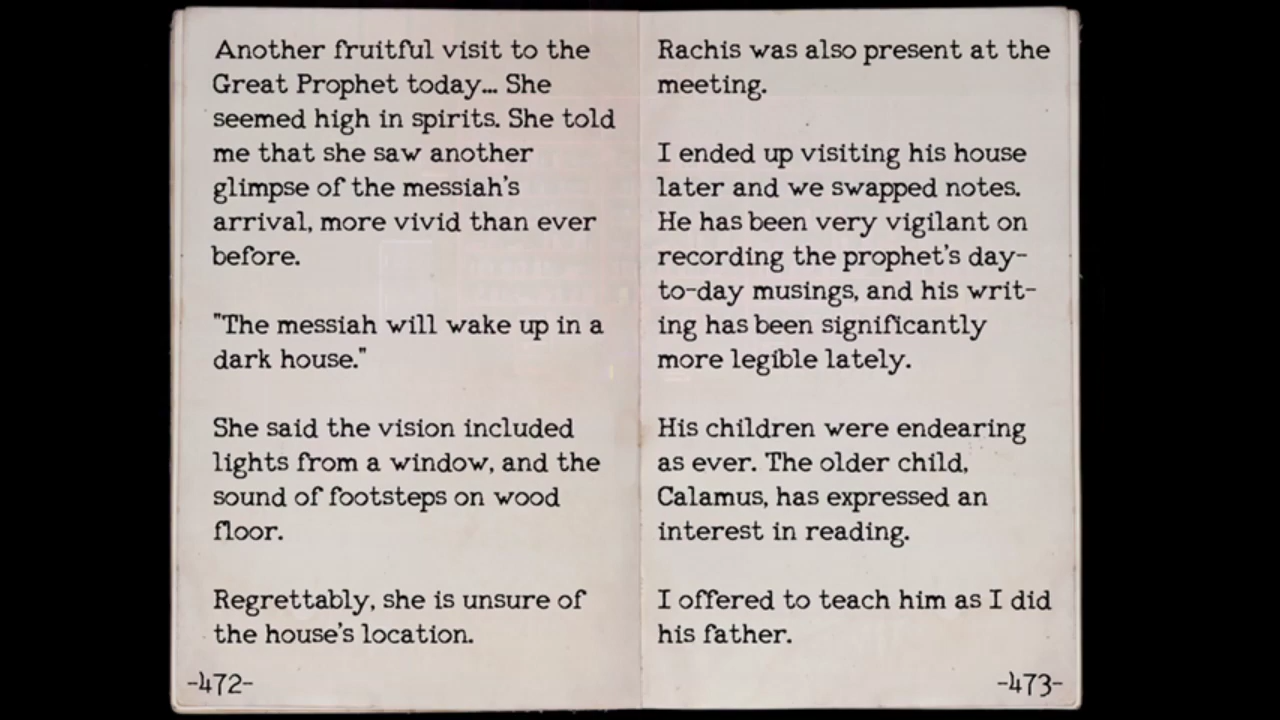 Another fruitful visit to the
Great Prophet today... She
seemed high in spirits. She told
me that she saw another
glimpse of the messiah's
arrival, more vivid than ever
before.
"The messiah will wake up in a
dark house."
She said the vision included
lights from a window, and the
sound of footsteps on wood
floor.
Regrettably, she is unsure of
the house's location.
-472-
Rachis was also present at the
meeting.
I ended up visiting his house
later and we swapped notes.
He has been very vigilant on
recording the prophet's day-
to-day musings, and his writ-
ing has been significantly
more legible lately.
His children were endearing
as ever. The older child,
Calamus, has expressed an
interest in reading.
I offered to teach him as I did
his father.
-473-